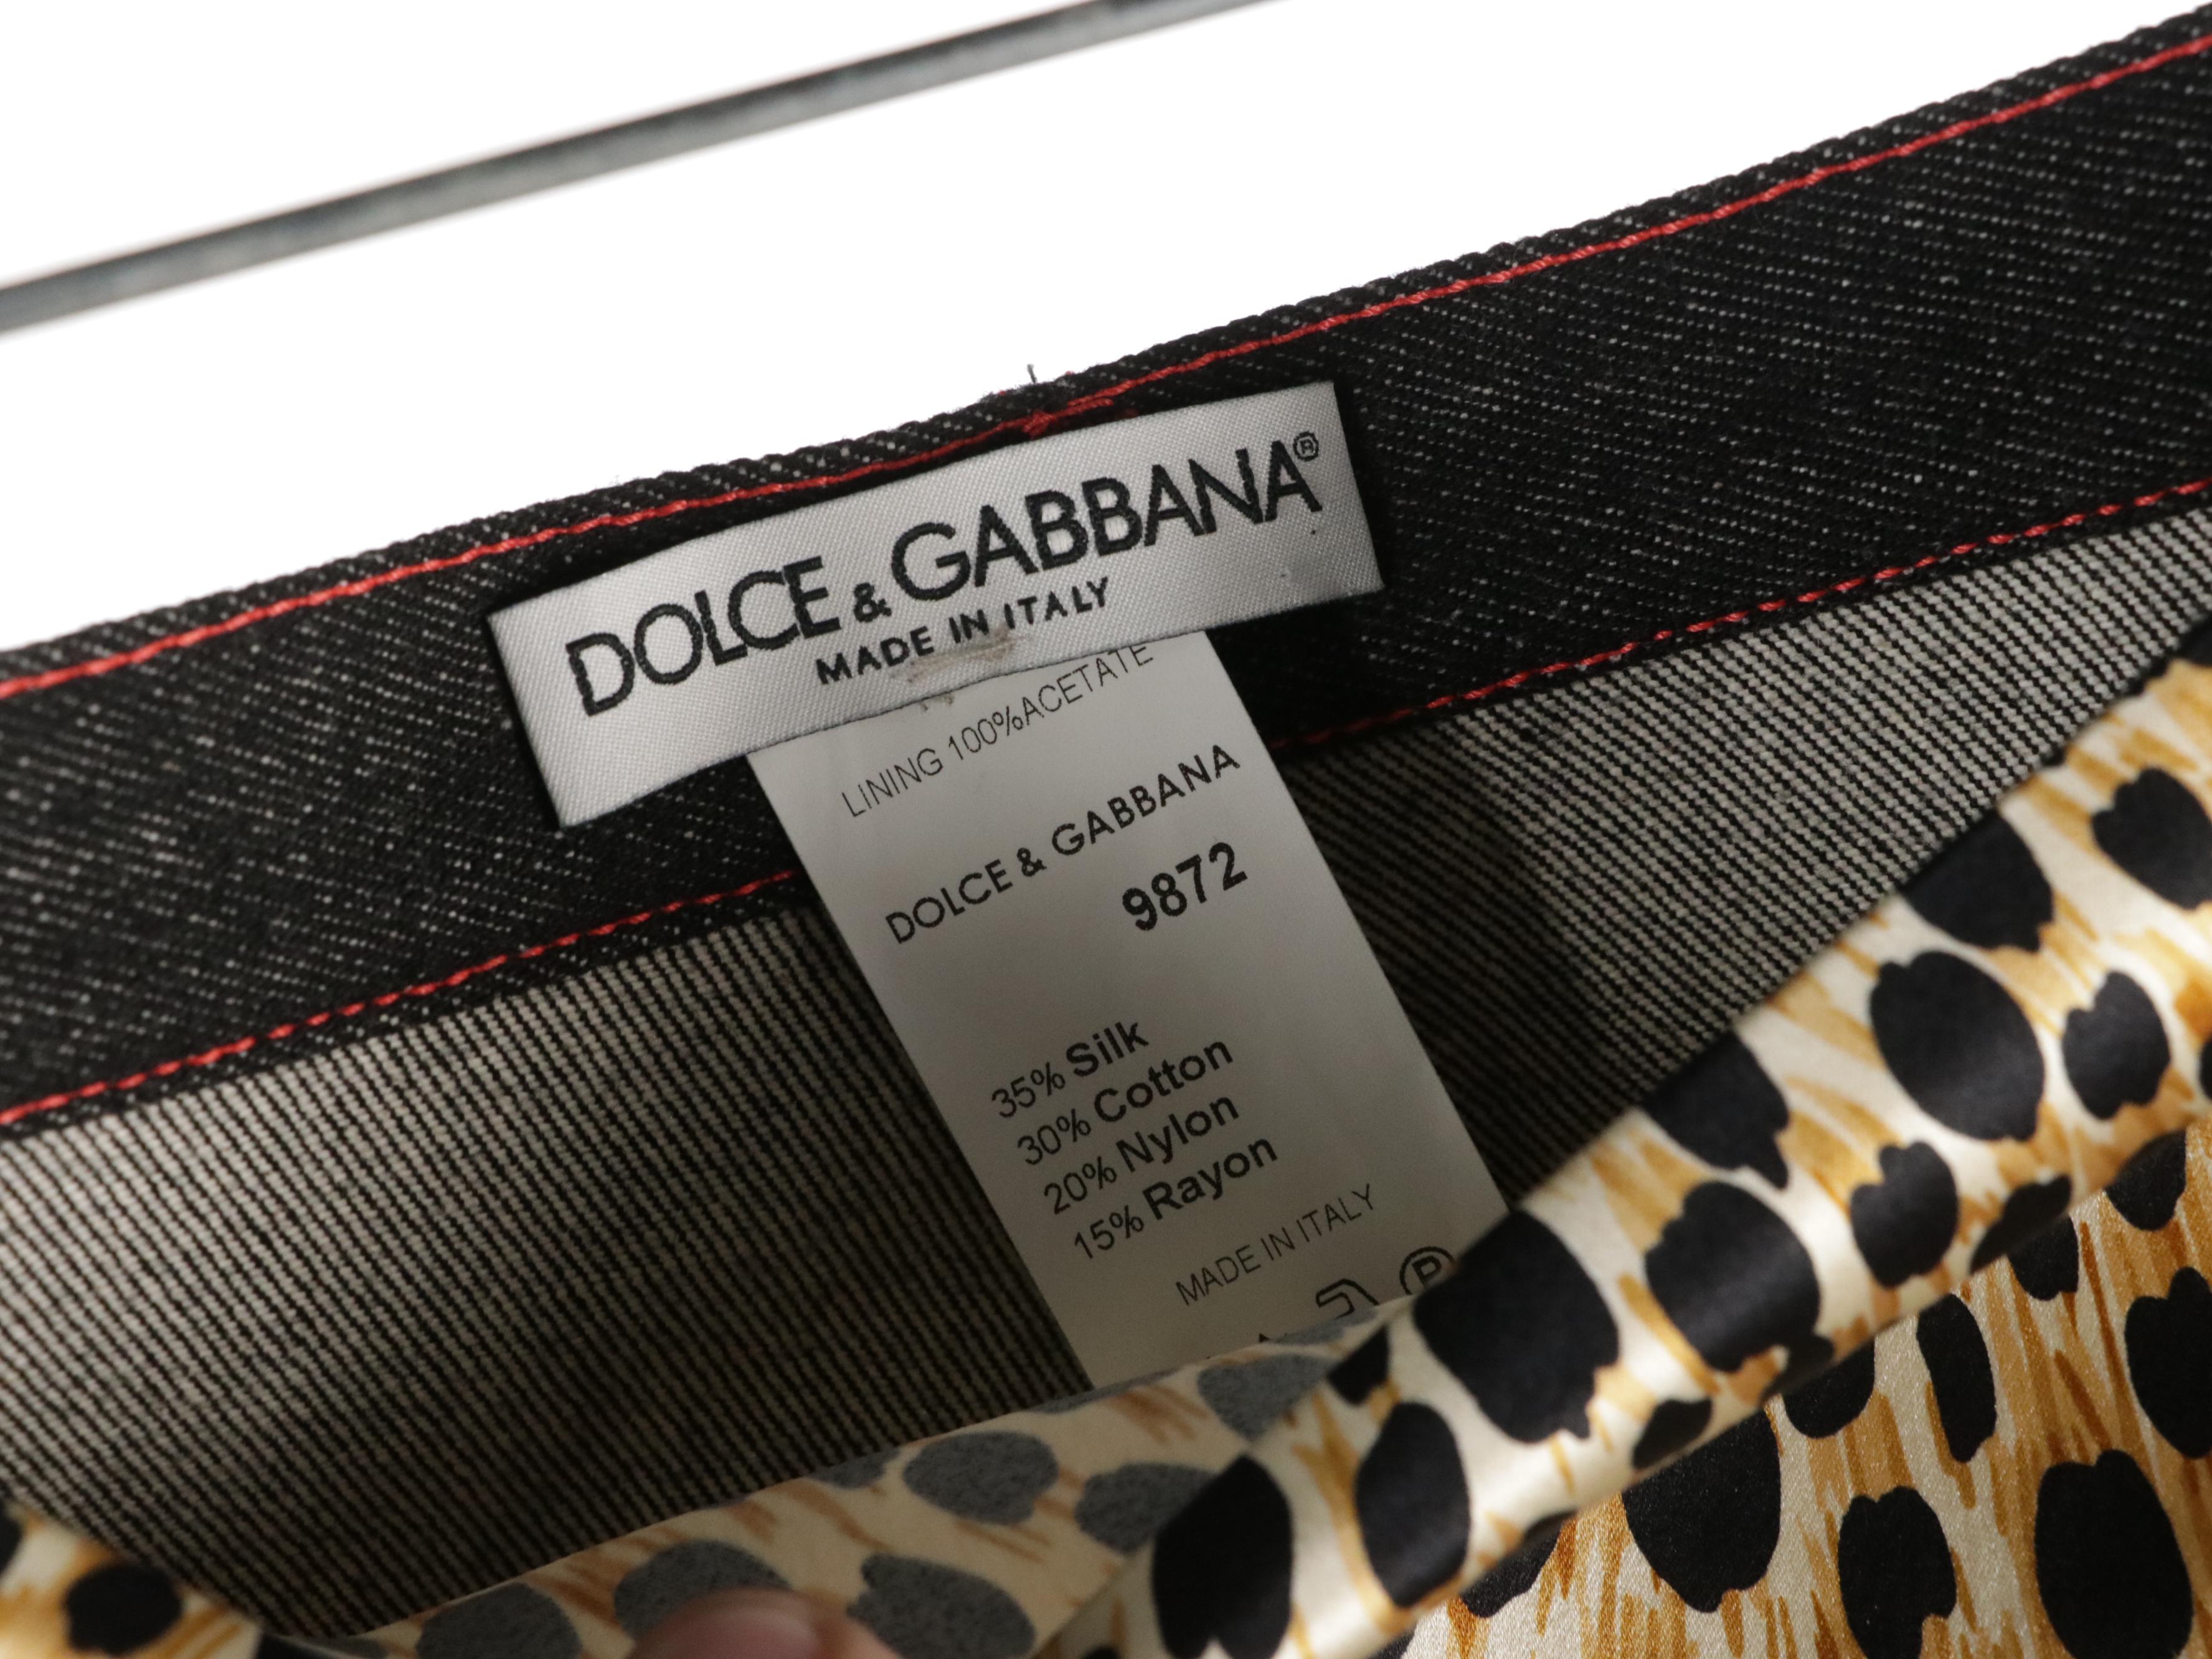 DOLCE & GABBANA®
MADE IN ITALY
LINING 100%ACETATE
DOLCE & GABBANA
9872
35% Silk
30% Cotton
20% Nylon
15% Rayon
MADE IN ITALY
P